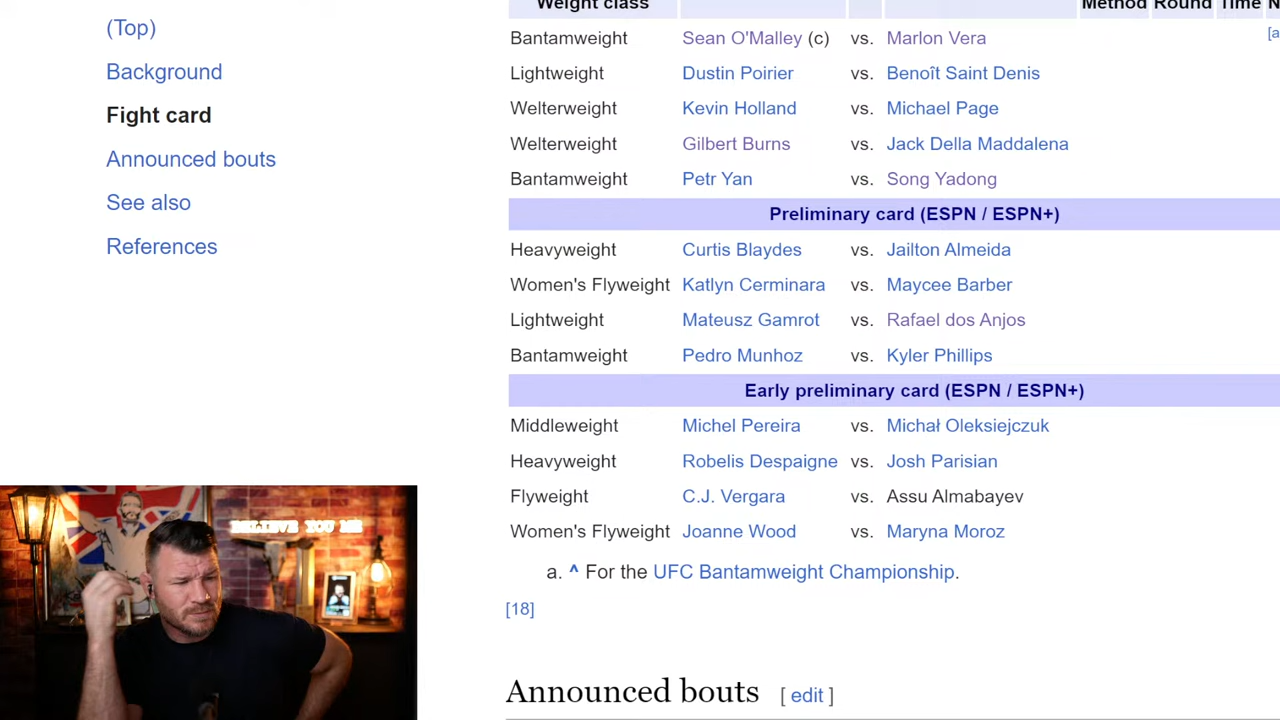 (Top)
Background
Fight card
Announced bouts
See also
References
Weight class Method Round Time N
Bantamweight Sean O'Malley (c) vs. Marlon Vera [a
Lightweight Dustin Poirier vs. Benoît Saint Denis
Welterweight Kevin Holland vs. Michael Page
Welterweight Gilbert Burns vs. Jack Della Maddalena
Bantamweight Petr Yan vs. Song Yadong
Preliminary card (ESPN / ESPN+)
Heavyweight Curtis Blaydes vs. Jailton Almeida
Women's Flyweight Katlyn Cerminara vs. Maycee Barber
Lightweight Mateusz Gamrot vs. Rafael dos Anjos
Bantamweight Pedro Munhoz vs. Kyler Phillips
Early preliminary card (ESPN / ESPN+)
Middleweight Michel Pereira vs. Michał Oleksiejczuk
Heavyweight Robelis Despaigne vs. Josh Parisian
Flyweight C.J. Vergara vs. Assu Almabayev
Women's Flyweight Joanne Wood vs. Maryna Moroz
a. ^ For the UFC Bantamweight Championship.
[18]
Announced bouts [ edit ]
BELIEVE YOU ME